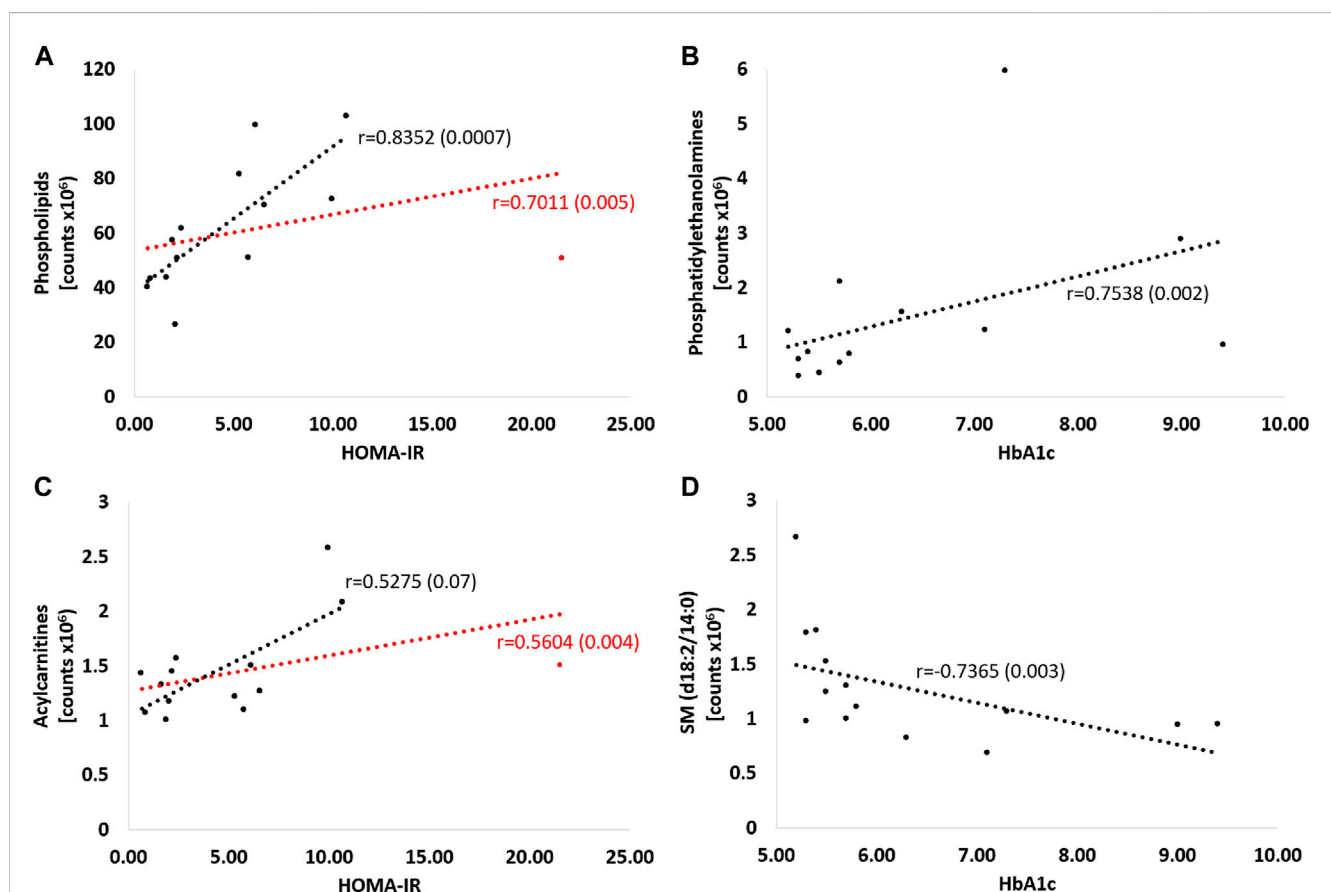 A
Phospholipids
[counts x10⁶]
120
100
80
60
40
20
0
r=0.8352 (0.0007)
r=0.7011 (0.005)
0.00 5.00 10.00 15.00 20.00 25.00
HOMA-IR
B
Phosphatidylethanolamines
[counts x10⁶]
6
5
4
3
2
1
0
r=0.7538 (0.002)
5.00 6.00 7.00 8.00 9.00 10.00
HbA1c
C
Acylcarnitines
[counts x10⁶]
3
2.5
2
1.5
1
0.5
0
r=0.5275 (0.07)
r=0.5604 (0.004)
0.00 5.00 10.00 15.00 20.00 25.00
HOMA-IR
D
SM (d18:2/14:0)
[counts x10⁶]
3
2.5
2
1.5
1
0.5
0
r=-0.7365 (0.003)
5.00 6.00 7.00 8.00 9.00 10.00
HbA1c